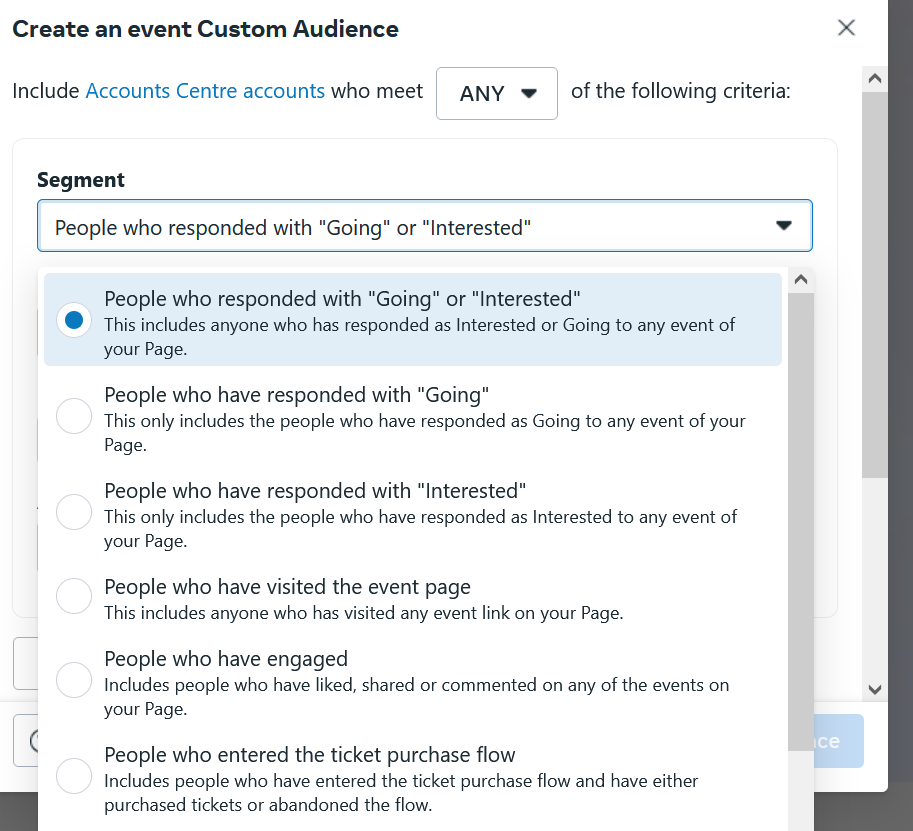 Create an event Custom Audience
Include Accounts Centre accounts who meet ANY of the following criteria:
Segment
People who responded with "Going" or "Interested"
People who responded with "Going" or "Interested"
This includes anyone who has responded as Interested or Going to any event of
your Page.
People who have responded with "Going"
This only includes the people who have responded as Going to any event of your
Page.
People who have responded with "Interested"
This only includes the people who have responded as Interested to any event of
your Page.
People who have visited the event page
This includes anyone who has visited any event link on your Page.
People who have engaged
Includes people who have liked, shared or commented on any of the events on
your Page.
People who entered the ticket purchase flow
Includes people who have entered the ticket purchase flow and have either
purchased tickets or abandoned the flow.